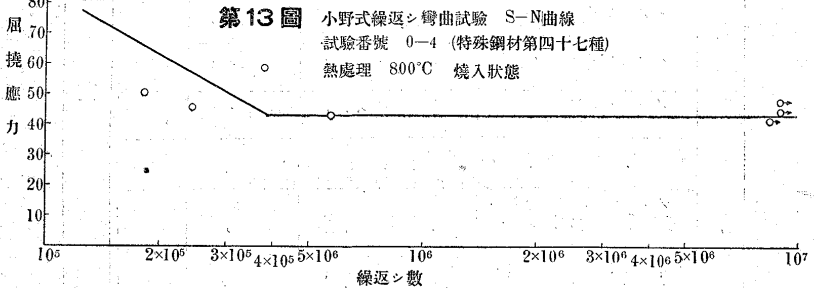 第13圖 小野式繰返シ彎曲試驗 S-N曲線
試驗番號 0-4 (特殊鋼材第四十七種)
熱處理 800°C 燒入狀態
屈撓應力
80
70
60
50
40
30
20
10
10⁵ 2×10⁵ 3×10⁵ 4×10⁵ 5×10⁶ 10⁶ 2×10⁶ 3×10⁶ 4×10⁶ 5×10⁶ 10⁷
繰返シ數